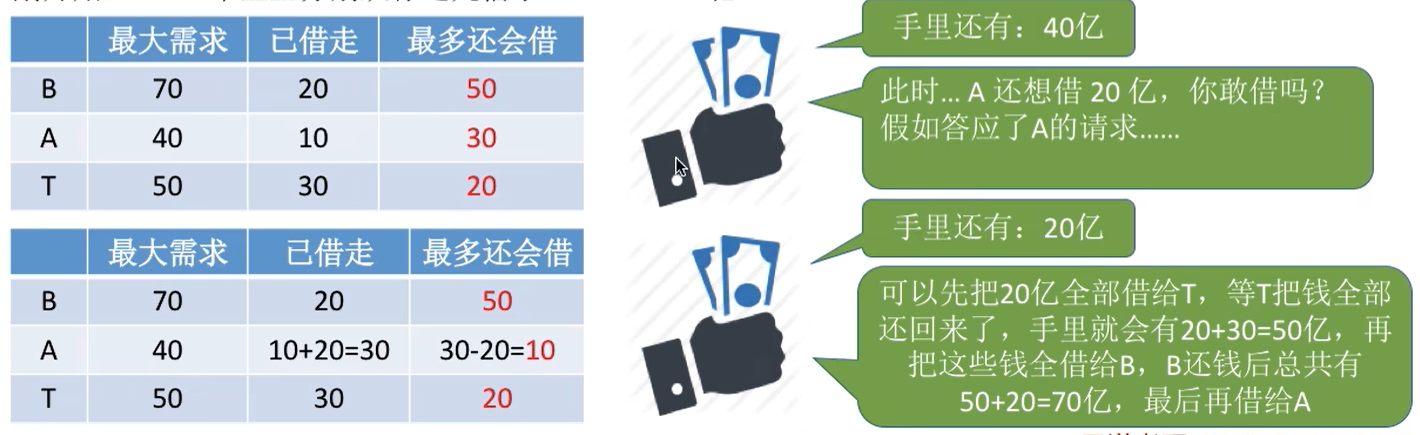 最大需求 已借走 最多还会借
B 70 20 50
A 40 10 30
T 50 30 20
手里还有：40亿
此时... A 还想借 20 亿，你敢借吗？
假如答应了A的请求......
最大需求 已借走 最多还会借
B 70 20 50
A 40 10+20=30 30-20=10
T 50 30 20
手里还有：20亿
可以先把20亿全部借给T，等T把钱全部
还回来了，手里就会有20+30=50亿，再
把这些钱全借给B，B还钱后总共有
50+20=70亿，最后再借给A